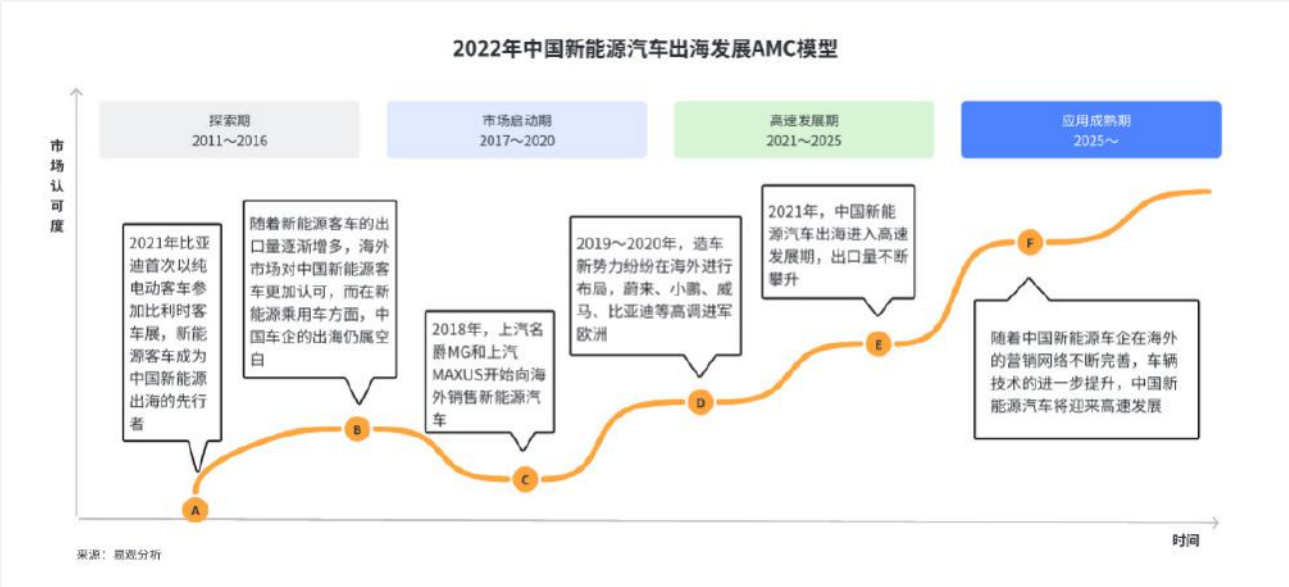 2022年中国新能源汽车出海发展AMC模型
市场认可度
探索期
2011～2016
市场启动期
2017～2020
高速发展期
2021～2025
应用成熟期
2025～
2021年比亚
迪首次以纯
电动客车参
加比利时客
车展，新能
源客车成为
中国新能源
出海的先行
者
随着新能源客车的出
口量逐渐增多，海外
市场对中国新能源客
车更加认可，而在新
能源乘用车方面，中
国车企的出海仍属空
白
2018年，上汽名
爵MG和上汽
MAXUS开始向海
外销售新能源汽
车
2019～2020年，造车
新势力纷纷在海外进行
布局，蔚来、小鹏、威
马、比亚迪等高调进军
欧洲
2021年，中国新能
源汽车出海进入高速
发展期，出口量不断
攀升
随着中国新能源车企在海外
的营销网络不断完善，车辆
技术的进一步提升，中国新
能源汽车将迎来高速发展
A
B
C
D
E
F
时间
来源：易观分析